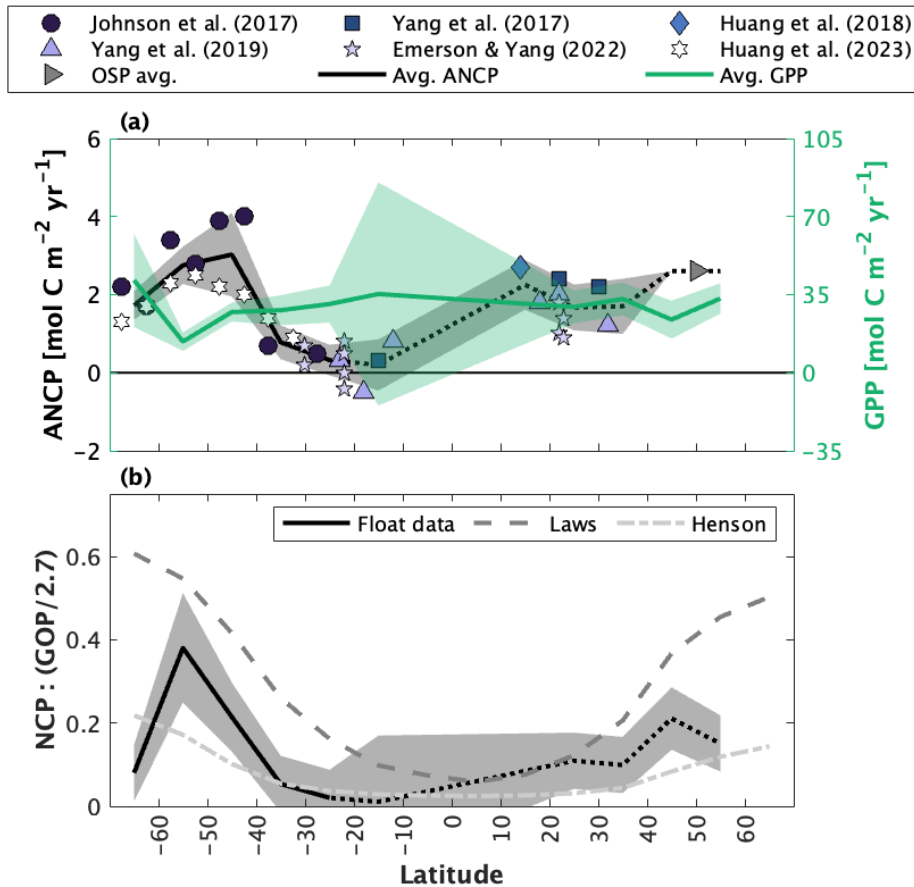 Johnson et al. (2017) Yang et al. (2017) Huang et al. (2018)
Yang et al. (2019) Emerson & Yang (2022) Huang et al. (2023)
OSP avg. Avg. ANCP Avg. GPP
(a)
ANCP [mol C m⁻² yr⁻¹]
6
4
2
0
−2
105
70
35
0
−35
GPP [mol C m⁻² yr⁻¹]
(b)
Float data Laws Henson
NCP : (GOP/2.7)
0.6
0.4
0.2
0
-60 -50 -40 -30 -20 -10 0 10 20 30 40 50 60
Latitude